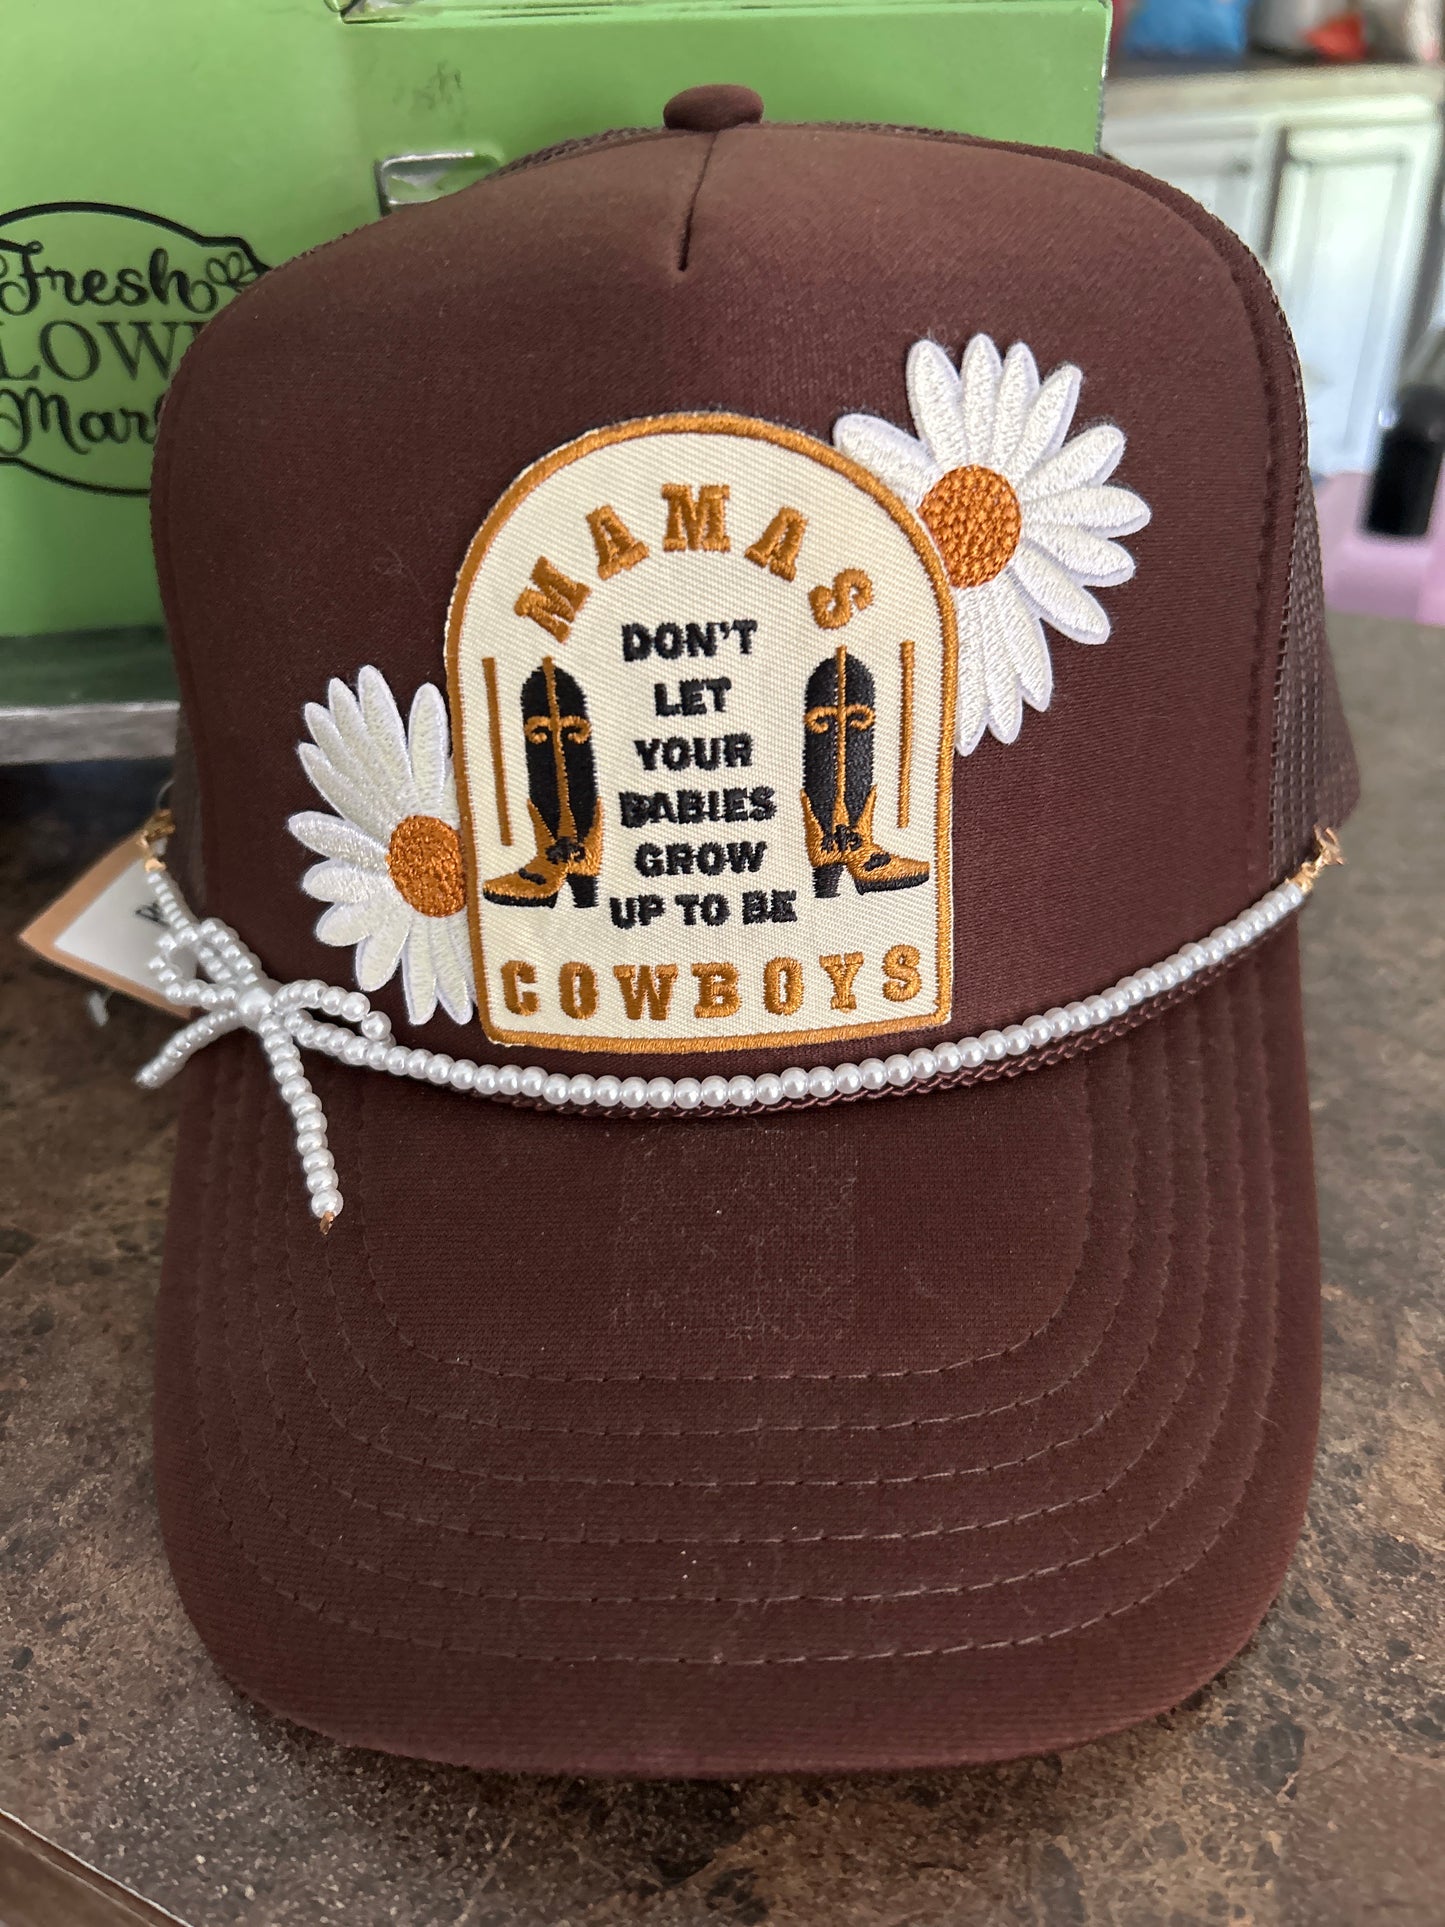 Fresh
MAMAS
DON'T
LET
YOUR
BABIES
GROW
UP TO BE
COWBOYS